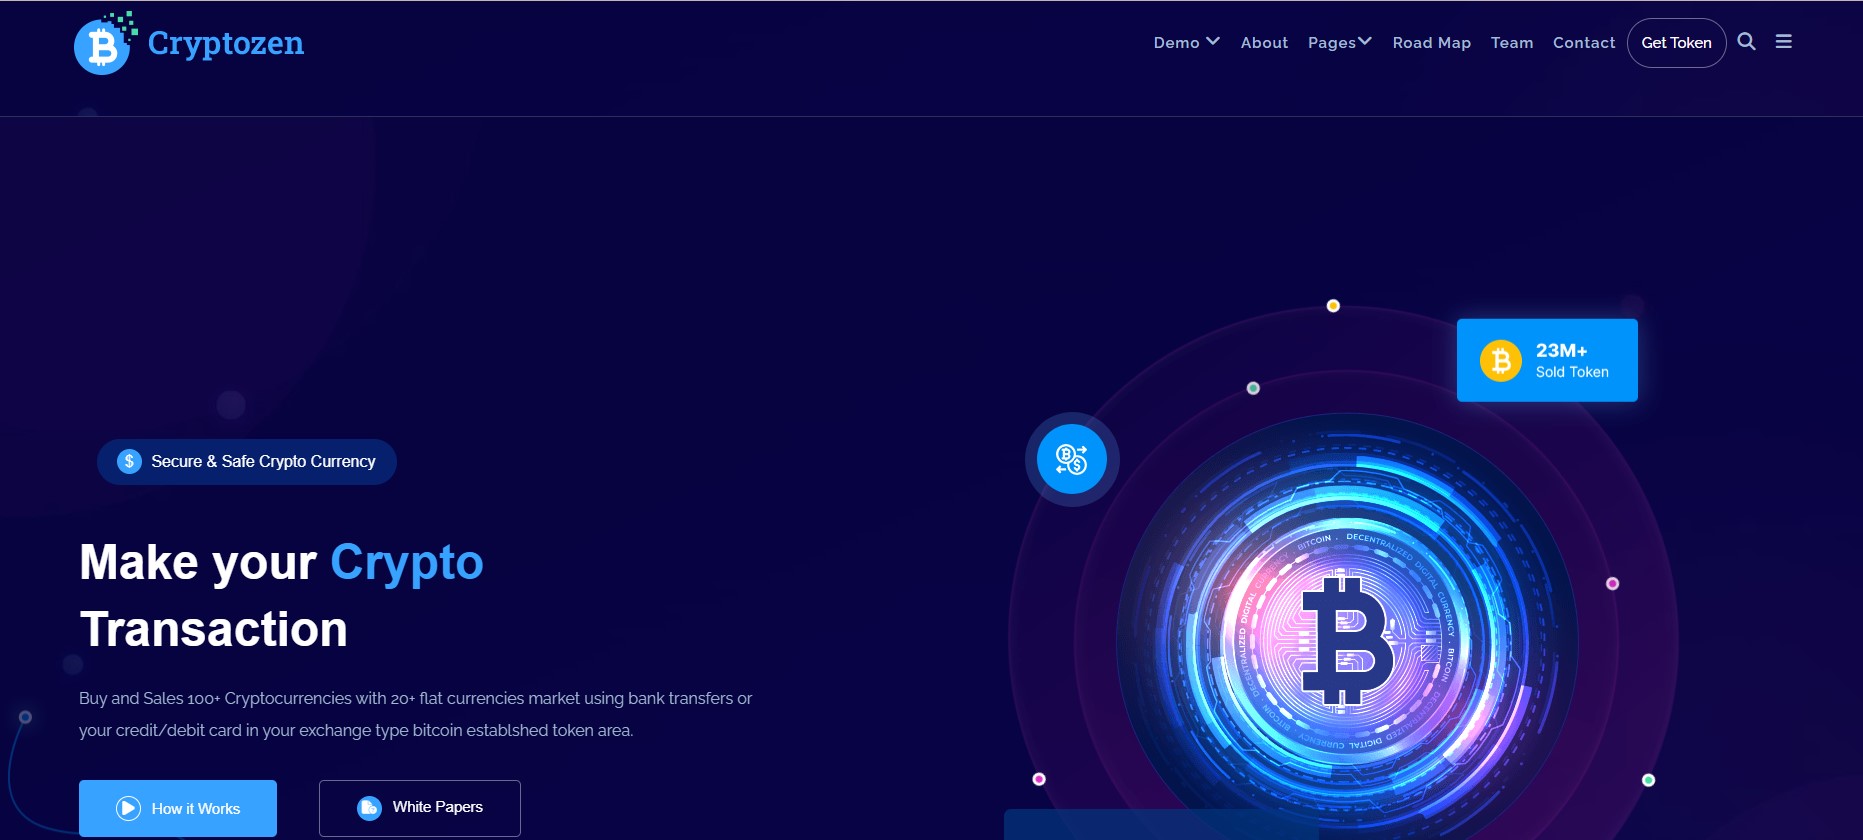 Cryptozen
Demo
About
Pages
Road Map
Team
Contact
Get Token
23M+
Sold Token
$ Secure & Safe Crypto Currency
Make your Crypto
Transaction
Buy and Sales 100+ Cryptocurrencies with 20+ flat currencies market using bank transfers or
your credit/debit card in your exchange type bitcoin establshed token area.
How it Works
White Papers
BITCOIN . DECENTRALIZED DIGITAL CURRENCY . BITCOIN . DECENTRALIZED DIGITAL CURRENCY . BITCOIN . DECENTRALIZED DIGITAL CURRENCY .